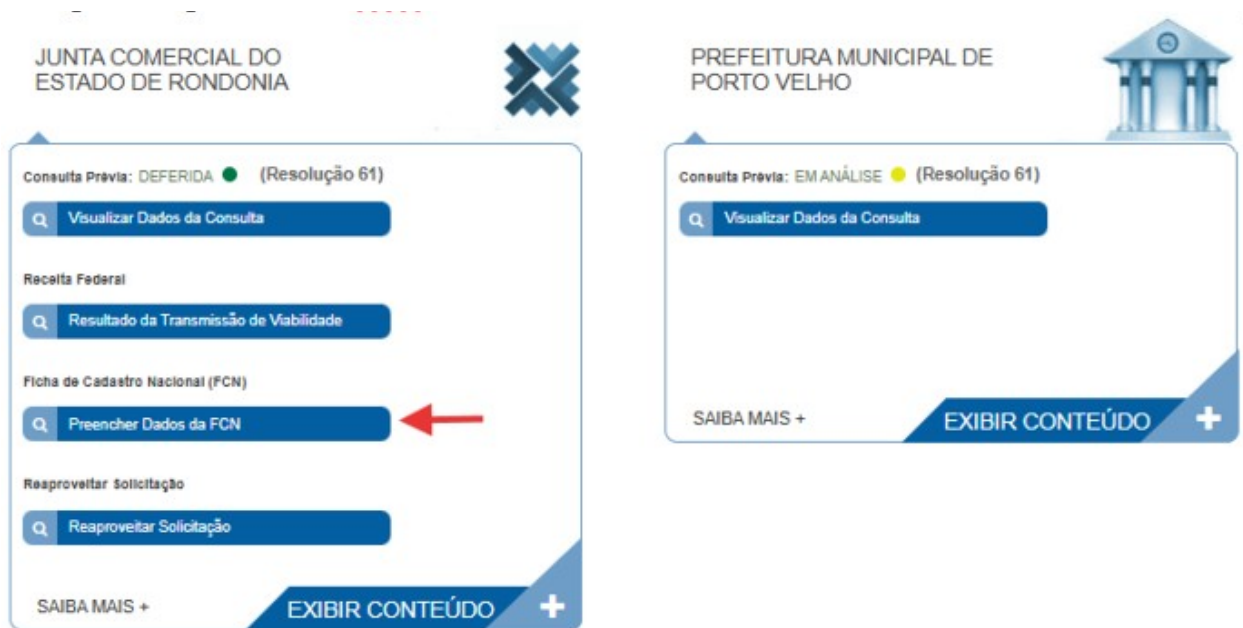 JUNTA COMERCIAL DO
ESTADO DE RONDONIA
Consulta Prévia: DEFERIDA (Resolução 61)
Visualizar Dados da Consulta
Receita Federal
Resultado da Transmissão de Viabilidade
Ficha de Cadastro Nacional (FCN)
Preencher Dados da FCN
Reaproveitar Solicitação
Reaproveitar Solicitação
SAIBA MAIS +
EXIBIR CONTEÚDO +
PREFEITURA MUNICIPAL DE
PORTO VELHO
Consulta Prévia: EM ANÁLISE (Resolução 61)
Visualizar Dados da Consulta
SAIBA MAIS +
EXIBIR CONTEÚDO +